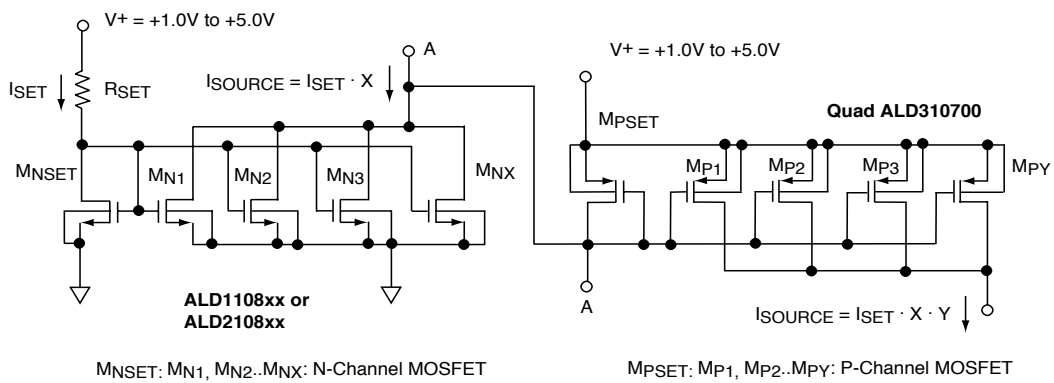 V+ = +1.0V to +5.0V
A
V+ = +1.0V to +5.0V
ISET
RSET
ISOURCE = ISET · X
MPSET
Quad ALD310700
MNSET
MN1
MN2
MN3
MNX
MP1
MP2
MP3
MPY
A
ALD1108xx or
ALD2108xx
ISOURCE = ISET · X · Y
MNSET: MN1, MN2..MNX: N-Channel MOSFET
MPSET: MP1, MP2..MPY: P-Channel MOSFET